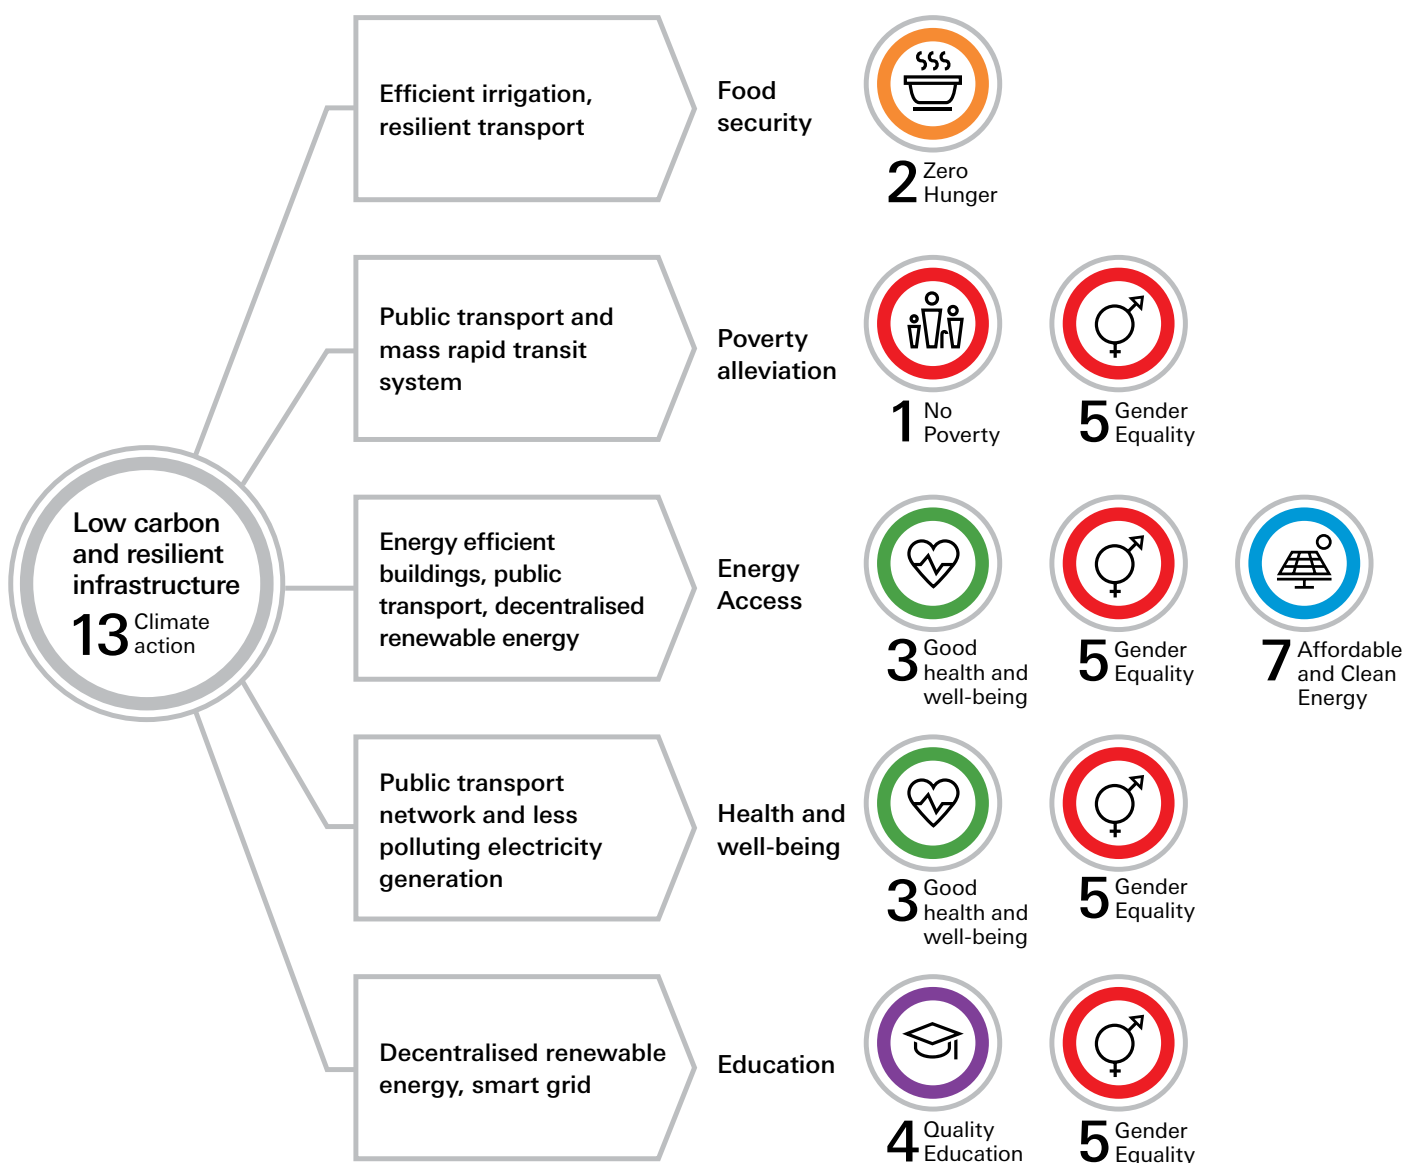 Efficient irrigation,
resilient transport
Food
security
2 Zero
Hunger
Public transport and
mass rapid transit
system
Poverty
alleviation
1 No
Poverty
5 Gender
Equality
Low carbon
and resilient
infrastructure
13 Climate
action
Energy efficient
buildings, public
transport, decentralised
renewable energy
Energy
Access
3 Good
health and
well-being
5 Gender
Equality
7 Affordable
and Clean
Energy
Public transport
network and less
polluting electricity
generation
Health and
well-being
3 Good
health and
well-being
5 Gender
Equality
Decentralised renewable
energy, smart grid
Education
4 Quality
Education
5 Gender
Equality